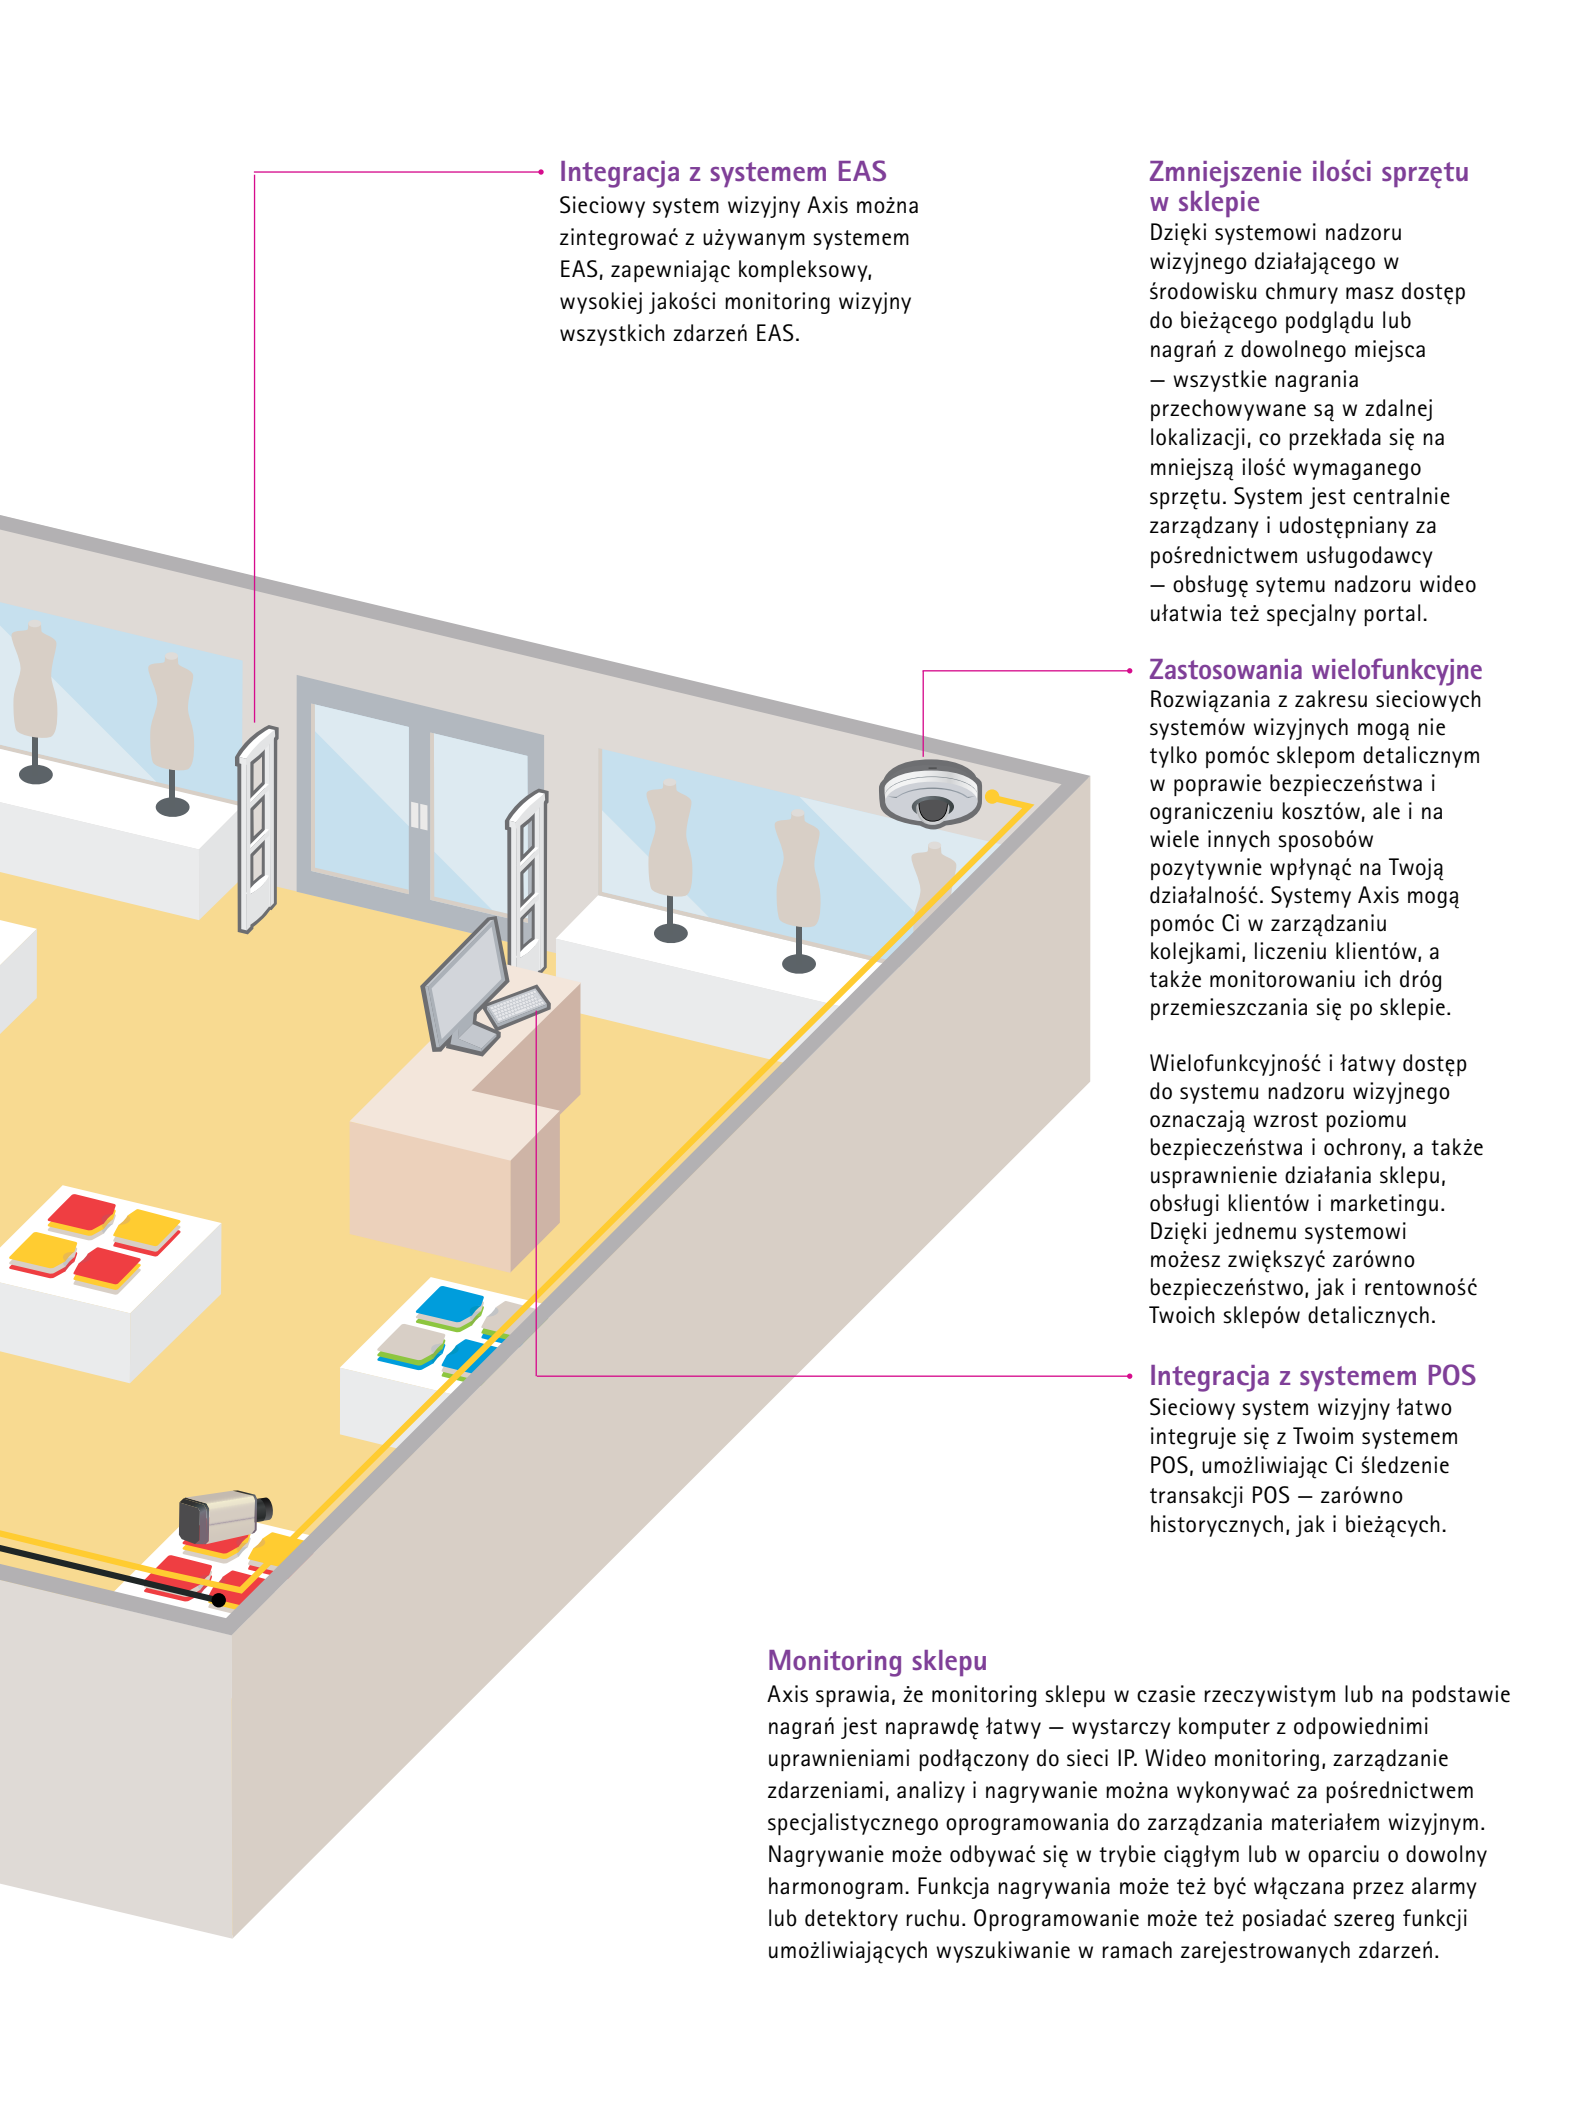 Integracja z systemem EAS
Sieciowy system wizyjny Axis można
zintegrować z używanym systemem
EAS, zapewniając kompleksowy,
wysokiej jakości monitoring wizyjny
wszystkich zdarzeń EAS.
Zmniejszenie ilości sprzętu
w sklepie
Dzięki systemowi nadzoru
wizyjnego działającego w
środowisku chmury masz dostęp
do bieżącego podglądu lub
nagrań z dowolnego miejsca
— wszystkie nagrania
przechowywane są w zdalnej
lokalizacji, co przekłada się na
mniejszą ilość wymaganego
sprzętu. System jest centralnie
zarządzany i udostępniany za
pośrednictwem usługodawcy
— obsługę sytemu nadzoru wideo
ułatwia też specjalny portal.
Zastosowania wielofunkcyjne
Rozwiązania z zakresu sieciowych
systemów wizyjnych mogą nie
tylko pomóc sklepom detalicznym
w poprawie bezpieczeństwa i
ograniczeniu kosztów, ale i na
wiele innych sposobów
pozytywnie wpłynąć na Twoją
działalność. Systemy Axis mogą
pomóc Ci w zarządzaniu
kolejkami, liczeniu klientów, a
także monitorowaniu ich dróg
przemieszczania się po sklepie.
Wielofunkcyjność i łatwy dostęp
do systemu nadzoru wizyjnego
oznaczają wzrost poziomu
bezpieczeństwa i ochrony, a także
usprawnienie działania sklepu,
obsługi klientów i marketingu.
Dzięki jednemu systemowi
możesz zwiększyć zarówno
bezpieczeństwo, jak i rentowność
Twoich sklepów detalicznych.
Integracja z systemem POS
Sieciowy system wizyjny łatwo
integruje się z Twoim systemem
POS, umożliwiając Ci śledzenie
transakcji POS — zarówno
historycznych, jak i bieżących.
Monitoring sklepu
Axis sprawia, że monitoring sklepu w czasie rzeczywistym lub na podstawie
nagrań jest naprawdę łatwy — wystarczy komputer z odpowiednimi
uprawnieniami podłączony do sieci IP. Wideo monitoring, zarządzanie
zdarzeniami, analizy i nagrywanie można wykonywać za pośrednictwem
specjalistycznego oprogramowania do zarządzania materiałem wizyjnym.
Nagrywanie może odbywać się w trybie ciągłym lub w oparciu o dowolny
harmonogram. Funkcja nagrywania może też być włączana przez alarmy
lub detektory ruchu. Oprogramowanie może też posiadać szereg funkcji
umożliwiających wyszukiwanie w ramach zarejestrowanych zdarzeń.